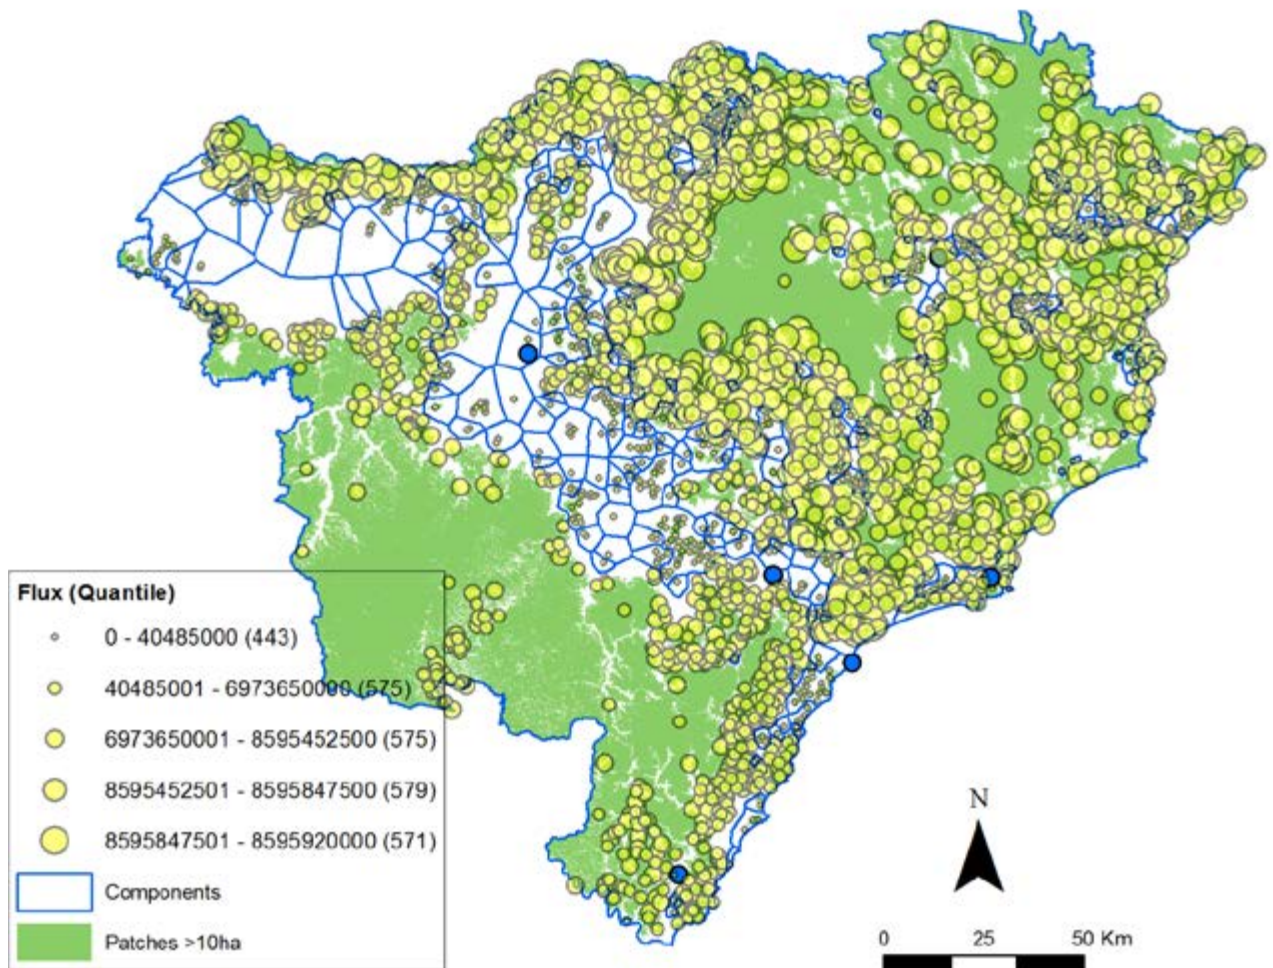 Flux (Quantile)
0 - 40485000 (443)
40485001 - 6973650000 (575)
6973650001 - 8595452500 (575)
8595452501 - 8595847500 (579)
8595847501 - 8595920000 (571)
Components
Patches >10ha
N
0 25 50 Km